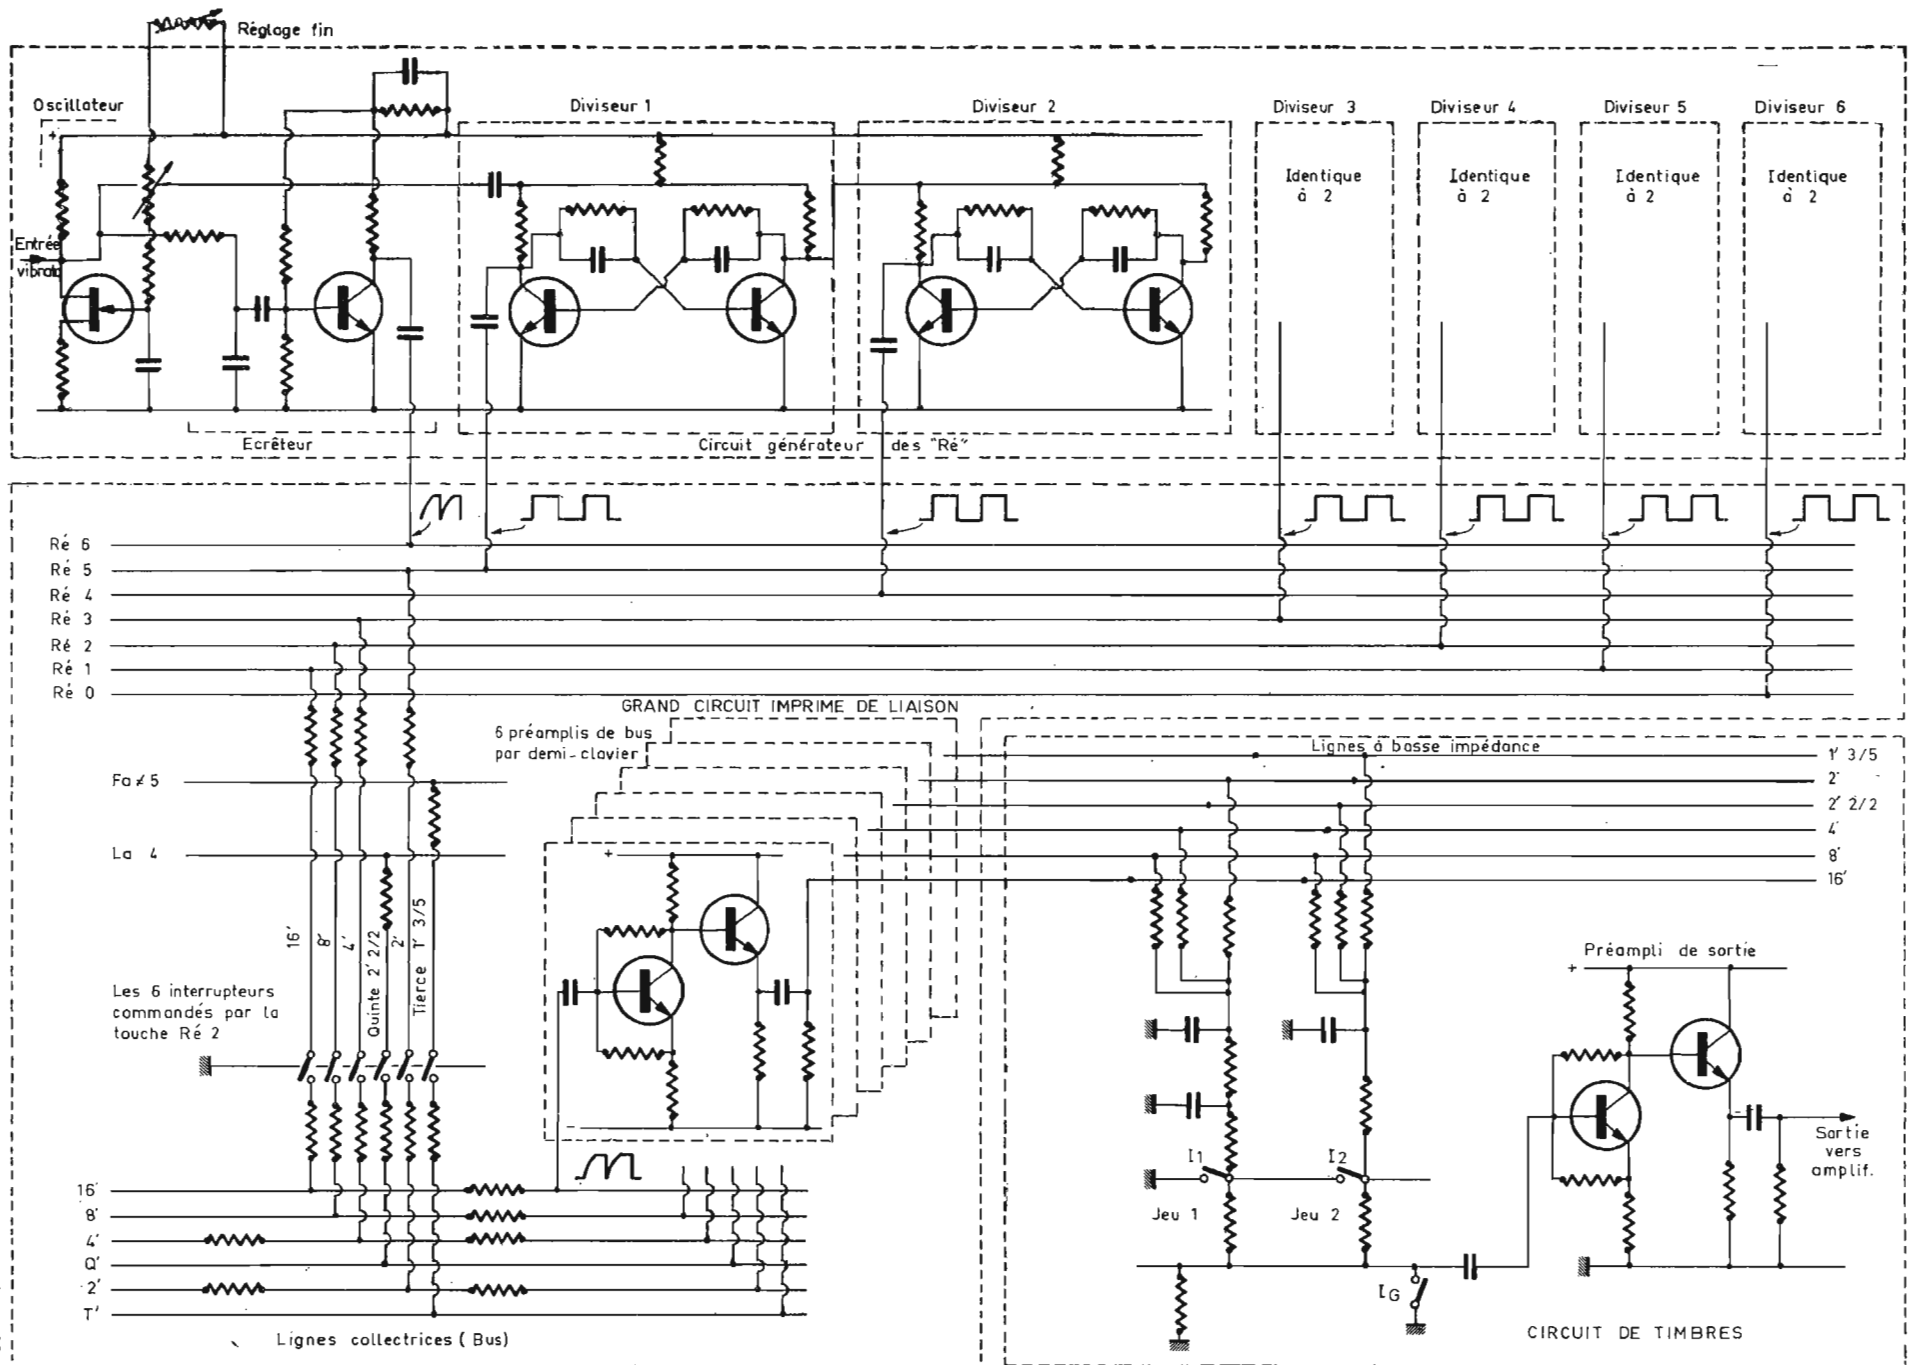 Réglage fin
Oscillateur
+
Entrée
vibrato
Diviseur 1
Diviseur 2
Diviseur 3
Diviseur 4
Diviseur 5
Diviseur 6
Identique
à 2
Identique
à 2
Identique
à 2
Identique
à 2
Ecrêteur
Circuit générateur des "Ré"
Ré 6
Ré 5
Ré 4
Ré 3
Ré 2
Ré 1
Ré 0
GRAND CIRCUIT IMPRIME DE LIAISON
6 préamplis de bus
par demi-clavier
Lignes à basse impédance
1' 3/5
2'
2' 2/2
4'
8'
16'
Fa ≠ 5
La 4
16'
8'
4'
Quinte 2' 2/2
2'
Tierce 1' 3/5
Les 6 interrupteurs
commandés par la
touche Ré 2
+
-
Préampli de sortie
+
Sortie
vers
amplif.
I1
I2
Jeu 1
Jeu 2
IG
16'
8'
4'
Q'
2'
T'
Lignes collectrices (Bus)
CIRCUIT DE TIMBRES